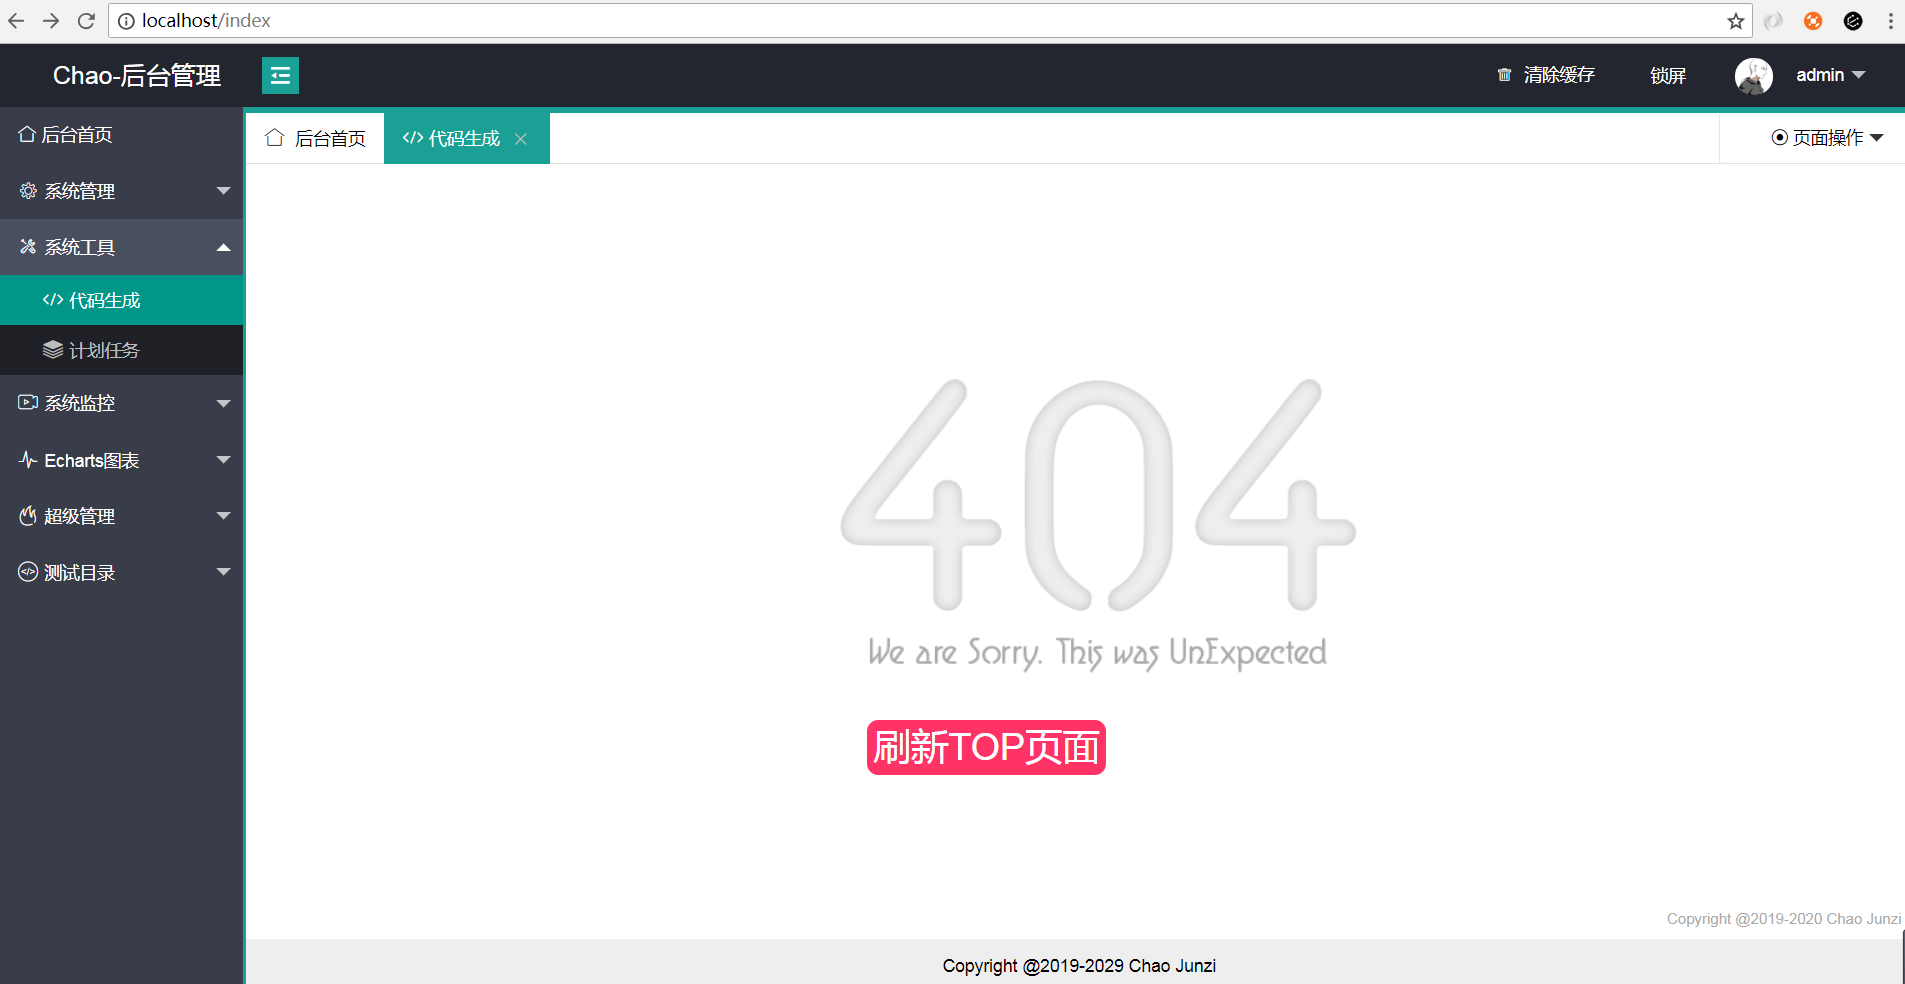 localhost/index
Chao-后台管理
清除缓存
锁屏
admin
后台首页
系统管理
系统工具
代码生成
计划任务
系统监控
Echarts图表
超级管理
测试目录
后台首页
代码生成
页面操作
404
We are Sorry. This was UnExpected
刷新TOP页面
Copyright @2019-2020 Chao Junzi
Copyright @2019-2029 Chao Junzi